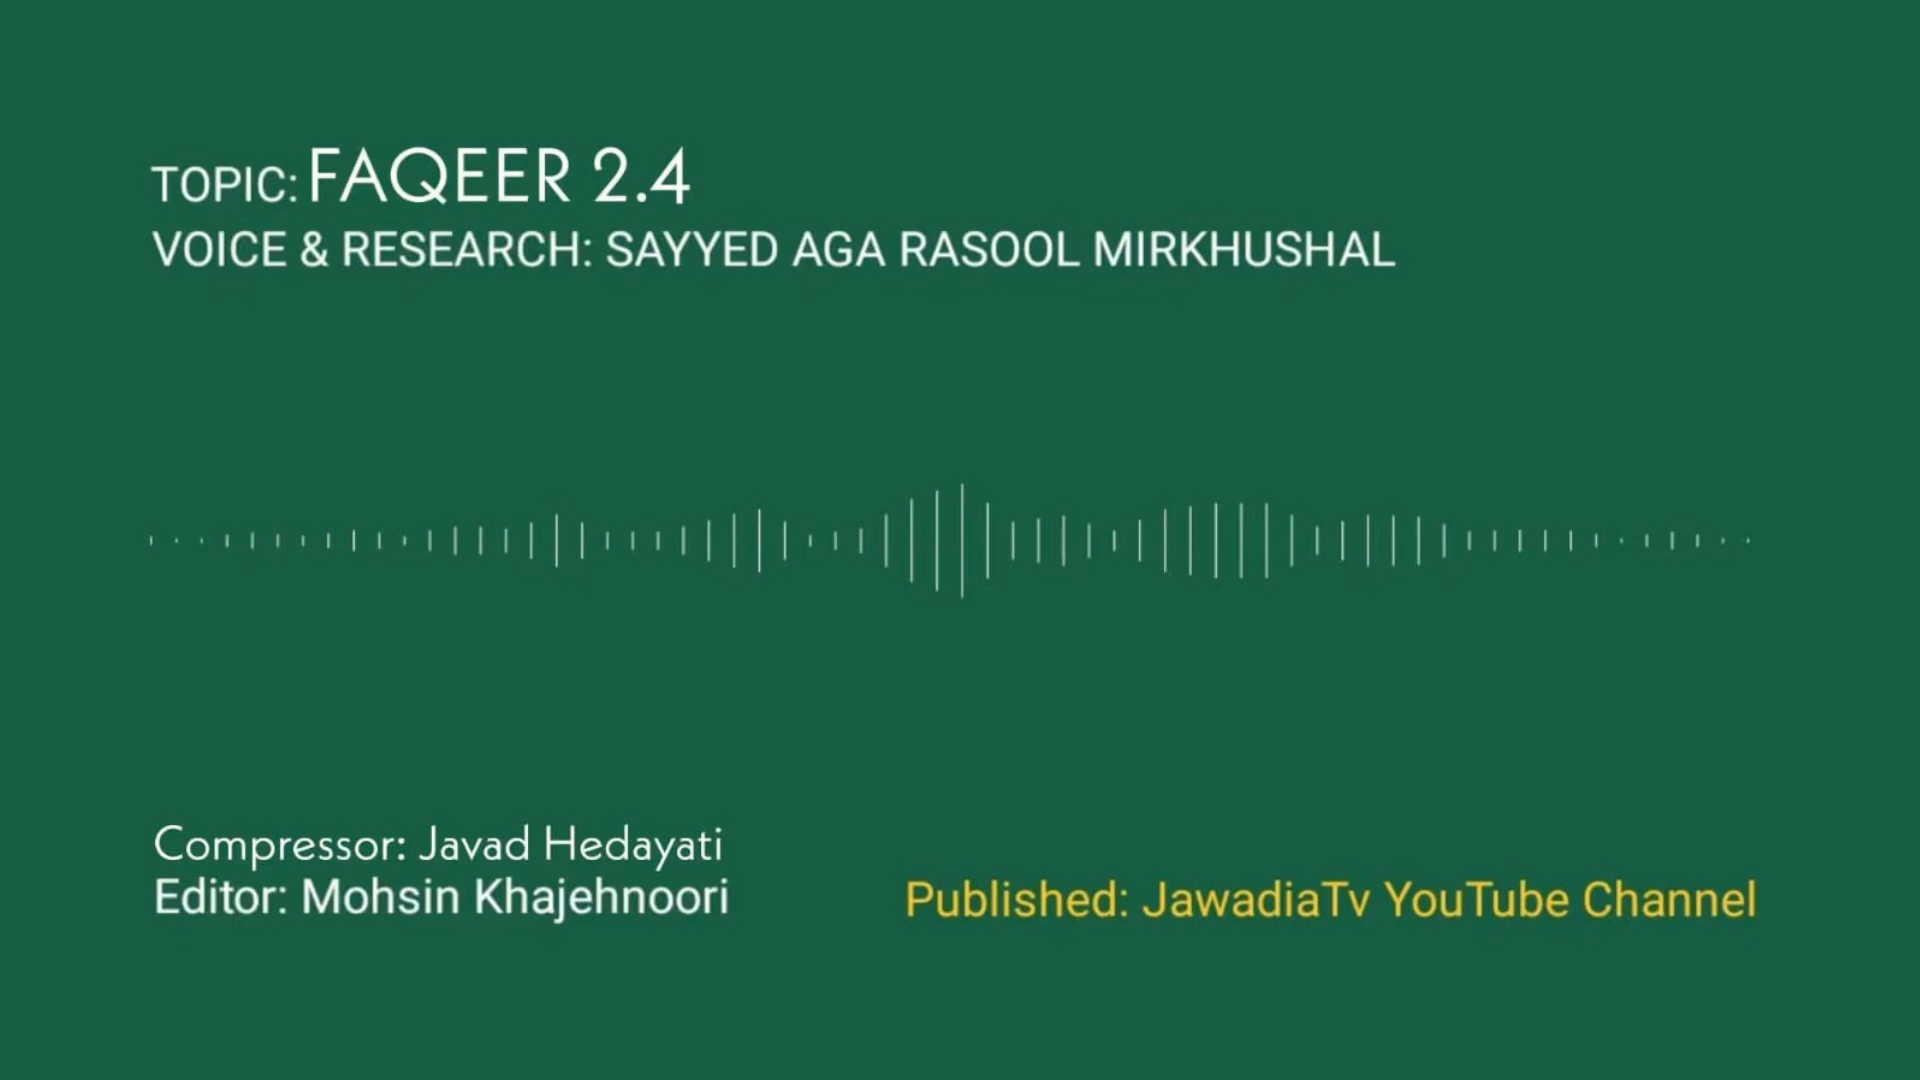 TOPIC: FAQEER 2.4
VOICE & RESEARCH: SAYYED AGA RASOOL MIRKHUSHAL
Compressor: Javad Hedayati
Editor: Mohsin Khajehnoori
Published: JawadiaTv YouTube Channel